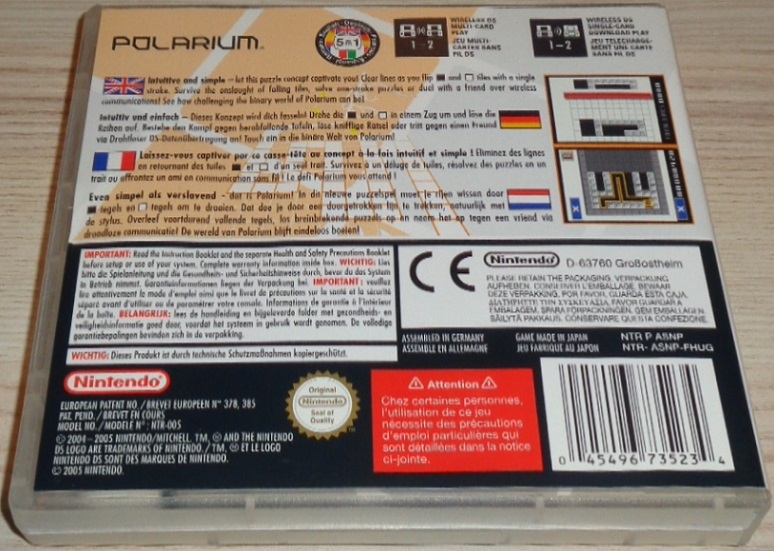 POLARIUM™
5 in 1
1-2
WIRELESS DS
MULTI-CARD
PLAY
JEU MULTI-
CARTES SANS
FIL DS
1-2
WIRELESS DS
SINGLE-CARD
DOWNLOAD PLAY
JEU TELECHARGE-
MENT UNE CARTE
SANS FIL DS
Intuitive and simple – let this puzzle concept captivate you! Clear lines as you flip ■ and □ tiles with a single
stroke. Survive the onslaught of falling tiles, solve one-stroke puzzles or duel with a friend over wireless
communications! See how challenging the binary world of Polarium can be!
Intuitiv und einfach – Dieses Konzept wird dich fesseln! Drehe die ■ und □ in einem Zug um und löse die
Reihen auf. Bestehe den Kampf gegen herabfallende Tafeln, löse knifflige Rätsel oder tritt gegen einen Freund
via Drahtloser DS-Datenübertragung an! Tauch ein in die binäre Welt von Polarium!
Laissez-vous captiver par ce casse-tête au concept à la fois intuitif et simple ! Eliminez des lignes
en retournant des tuiles ■ et □ d'un seul trait. Survivez à un déluge de tuiles, résolvez des puzzles en un
trait ou affrontez un ami en communication sans fil ! Le défi Polarium vous attend !
Even simpel als verslavend - dat is Polarium! In dit nieuwe puzzelspel moet je rijen wissen door
■ tegels en □ tegels om te draaien. Dat doe je door een doorgetrokken lijn te trekken, natuurlijk met
de stylus. Overleef voortdurend vallende tegels, los breinbrekende puzzels op en neem het op tegen een vriend via
draadloze communicatie! De wereld van Polarium blijft eindeloos boeien!
IMPORTANT: Read the Instruction Booklet and the separate Health and Safety Precautions Booklet
before setup or use of your system. Complete warranty information inside box. WICHTIG: Lies
bitte die Spielanleitung und die Gesundheits- und Sicherheitshinweise durch, bevor du das System
in Betrieb nimmst. Garantieinformationen liegen der Verpackung bei. IMPORTANT : veuillez
lire attentivement le mode d'emploi ainsi que le livret de précautions sur la santé et la sécurité
séparé avant d'utiliser ou de paramétrer votre console. Informations de garantie à l'intérieur
de la boîte. BELANGRIJK: lees de handleiding en bijgeleverde folder met gezondheids- en
veiligheidsinformatie goed door, voordat het systeem in gebruik wordt genomen. De volledige
garantiebepalingen bevinden zich in de verpakking.
WICHTIG: Dieses Produkt ist durch technische Schutzmaßnahmen kopiergeschützt.
CE
Nintendo® D-63760 Großostheim
PLEASE RETAIN THE PACKAGING. VERPACKUNG
AUFHEBEN. CONSERVER L'EMBALLAGE. BEWAAR
DEZE VERPAKKING. POR FAVOR, GUARDA ESTA CAJA.
FAVOR GUARDAR A
EMBALAGEM. SPARA FÖRPACKNINGEN. GEM EMBALLAGEN.
SÄILYTÄ PAKKAUS. CONSERVARE QUESTA CONFEZIONE.
ASSEMBLED IN GERMANY
ASSEMBLE EN ALLEMAGNE
GAME MADE IN JAPAN
JEU FABRIQUÉ AU JAPON
NTR P ASNP
NTR- ASNP-FHUG
Nintendo®
EUROPEAN PATENT NO / BREVET EUROPEEN N° 378, 385
PAT. PEND. / BREVET EN COURS
MODEL NO. / MODELE N°: NTR-005
© 2004 - 2005 NINTENDO/MITCHELL. TM, ® AND THE NINTENDO
DS LOGO ARE TRADEMARKS OF NINTENDO. / TM, ® ET LE LOGO
NINTENDO DS SONT DES MARQUES DE NINTENDO.
© 2005 NINTENDO.
Original
Nintendo
Seal of
Quality
⚠ Attention ⚠
Chez certaines personnes,
l'utilisation de ce jeu
nécessite des précautions
d'emploi particulières qui
sont détaillées dans la notice
ci-jointe.
0 45496 73523 4